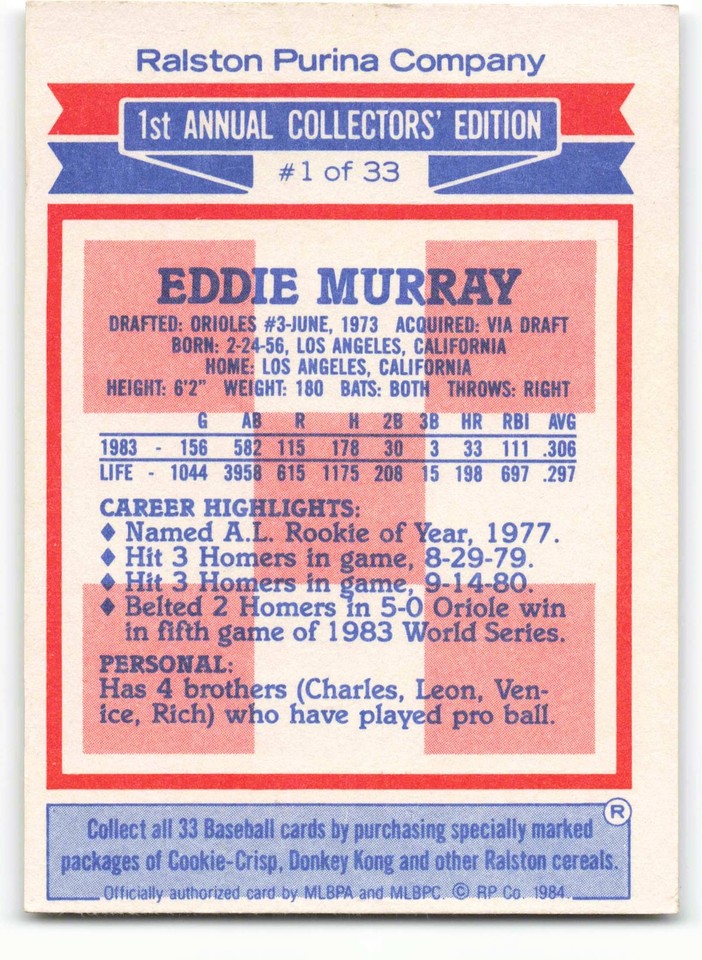 Ralston Purina Company
1st ANNUAL COLLECTORS' EDITION
#1 of 33
EDDIE MURRAY
DRAFTED: ORIOLES #3-JUNE, 1973 ACQUIRED: VIA DRAFT
BORN: 2-24-56, LOS ANGELES, CALIFORNIA
HOME: LOS ANGELES, CALIFORNIA
HEIGHT: 6'2" WEIGHT: 180 BATS: BOTH THROWS: RIGHT
G AB R H 2B 3B HR RBI AVG
1983 - 156 582 115 178 30 3 33 111 .306
LIFE - 1044 3958 615 1175 208 15 198 697 .297
CAREER HIGHLIGHTS:
♦ Named A.L. Rookie of Year, 1977.
♦ Hit 3 Homers in game, 8-29-79.
♦ Hit 3 Homers in game, 9-14-80.
♦ Belted 2 Homers in 5-0 Oriole win
in fifth game of 1983 World Series.
PERSONAL:
Has 4 brothers (Charles, Leon, Ven-
ice, Rich) who have played pro ball.
®
Collect all 33 Baseball cards by purchasing specially marked
packages of Cookie-Crisp, Donkey Kong and other Ralston cereals.
Officially authorized card by MLBPA and MLBPC. © RP Co. 1984.